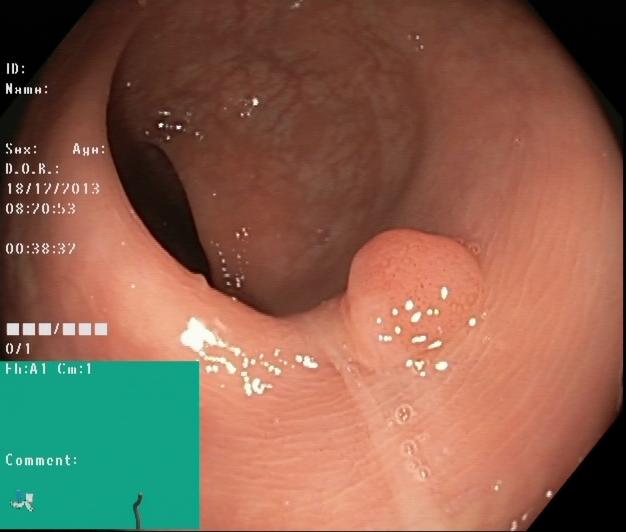 ID:
Name:
Sex: Age:
D.O.R.:
18/12/2013
08:20:53
00:38:37
■■■/■■■
0/1
Eh:A1 Cm:1
Comment: